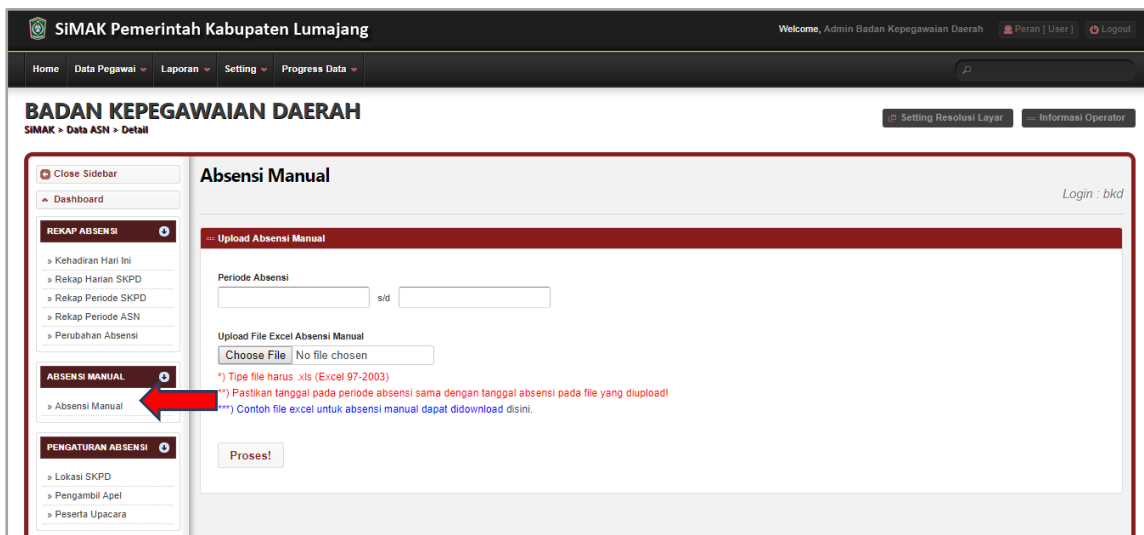 SiMAK Pemerintah Kabupaten Lumajang
Welcome, Admin Badan Kepegawaian Daerah
Peran [ User ]
Logout
Home Data Pegawai Laporan Setting Progress Data
BADAN KEPEGAWAIAN DAERAH
SiMAK > Data ASN > Detail
Setting Resolusi Layar
Informasi Operator
Close Sidebar
Dashboard
REKAP ABSENSI
» Kehadiran Hari Ini
» Rekap Harian SKPD
» Rekap Periode SKPD
» Rekap Periode ASN
» Perubahan Absensi
ABSENSI MANUAL
» Absensi Manual
PENGATURAN ABSENSI
» Lokasi SKPD
» Pengambil Apel
» Peserta Upacara
Absensi Manual
Login : bkd
Upload Absensi Manual
Periode Absensi
s/d
Upload File Excel Absensi Manual
Choose File No file chosen
*) Tipe file harus .xls (Excel 97-2003)
**) Pastikan tanggal pada periode absensi sama dengan tanggal absensi pada file yang diupload!
***) Contoh file excel untuk absensi manual dapat didownload disini.
Proses!